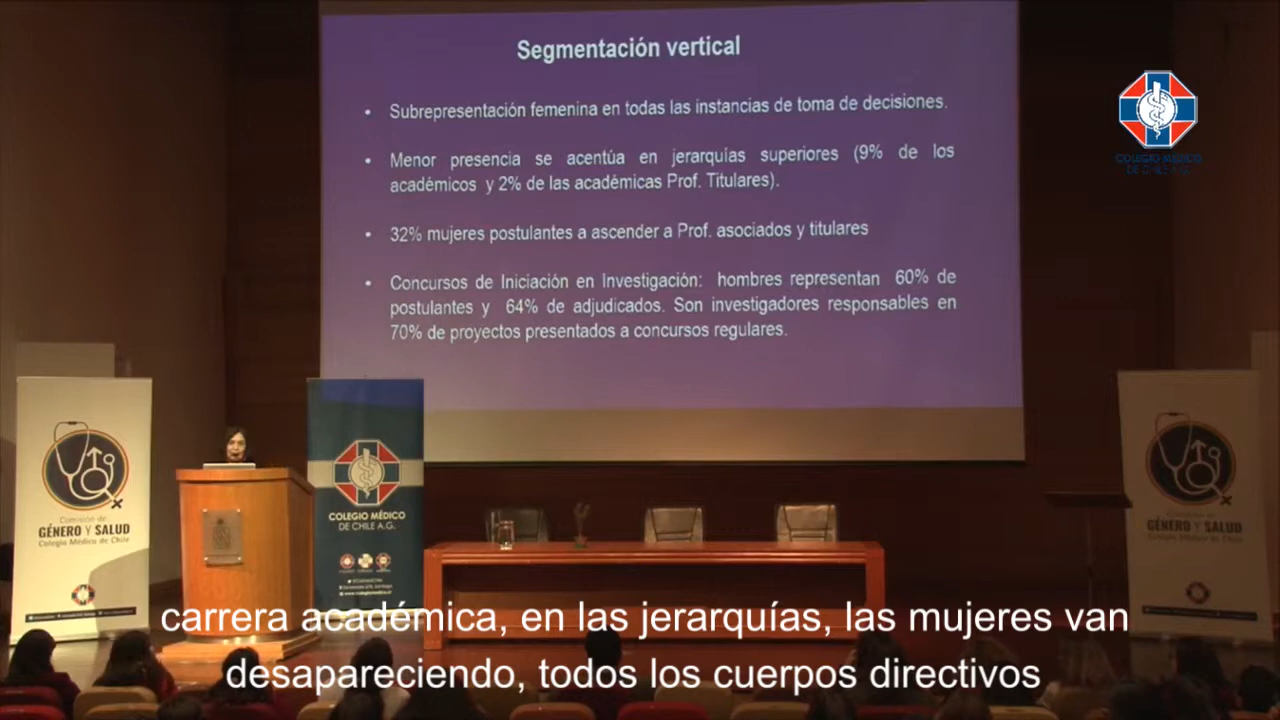 Segmentación vertical
• Subrepresentación femenina en todas las instancias de toma de decisiones.
• Menor presencia se acentúa en jerarquías superiores (9% de los
académicos y 2% de las académicas Prof. Titulares).
• 32% mujeres postulantes a ascender a Prof. asociados y titulares
• Concursos de Iniciación en Investigación: hombres representan 60% de
postulantes y 64% de adjudicados. Son investigadores responsables en
70% de proyectos presentados a concursos regulares.
COLEGIO MÉDICO
DE CHILE A.G.
Comisión de
GÉNERO Y SALUD
Colegio Médico de Chile
COLEGIO MÉDICO
DE CHILE A.G.
Comisión de
GÉNERO Y SALUD
Colegio Médico de Chile
carrera académica, en las jerarquías, las mujeres van
desapareciendo, todos los cuerpos directivos